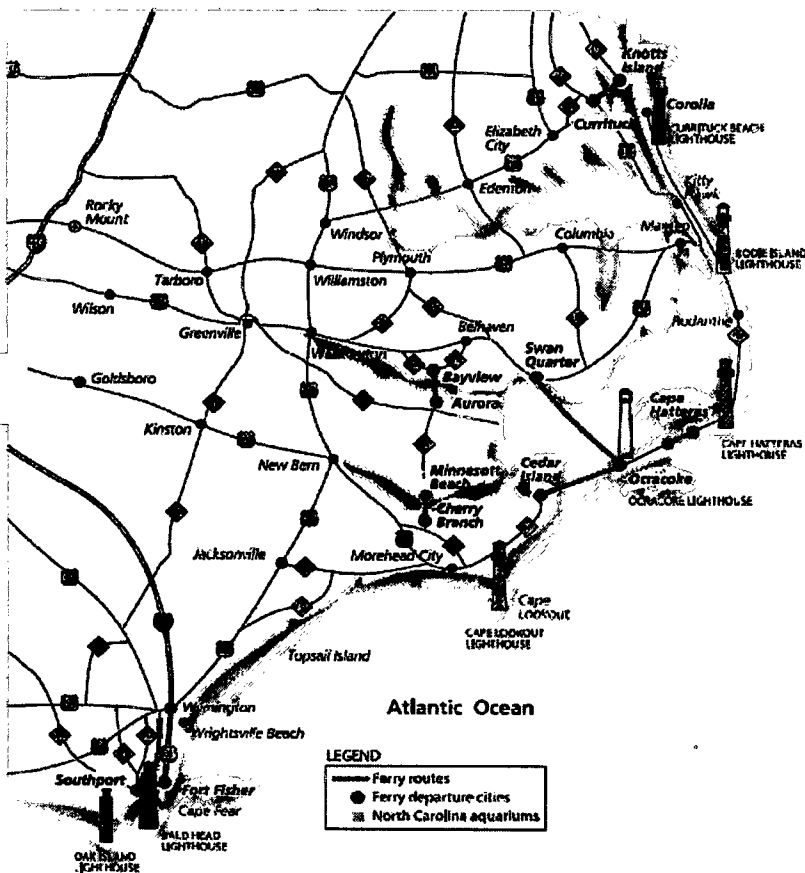 Knotts
Island
Corolla
CURRITUCK BEACH
LIGHTHOUSE
Currituck
Elizabeth
City
Edenton
Kitty
Rocky
Mount
Windsor
Columbia
Plymouth
BODIE ISLAND
LIGHTHOUSE
Tarboro
Williamston
Wilson
Greenville
Belhaven
Rodanthe
Swan
Quarter
Bayview
Goldsboro
Aurora
Cape
Hatteras
CAPE HATTERAS
LIGHTHOUSE
Kinston
New Bern
Minnesott
Beach
Cedar
Island
Ocracoke
OCRACOKE LIGHTHOUSE
Cherry
Branch
Jacksonville
Morehead City
Cape
Lookout
CAPE LOOKOUT
LIGHTHOUSE
Topsail Island
Wilmington
Atlantic Ocean
Wrightsville Beach
LEGEND
Ferry routes
Ferry departure cities
North Carolina aquariums
Southport
Fort Fisher
Cape Fear
BALD HEAD
LIGHTHOUSE
OAK ISLAND
LIGHTHOUSE